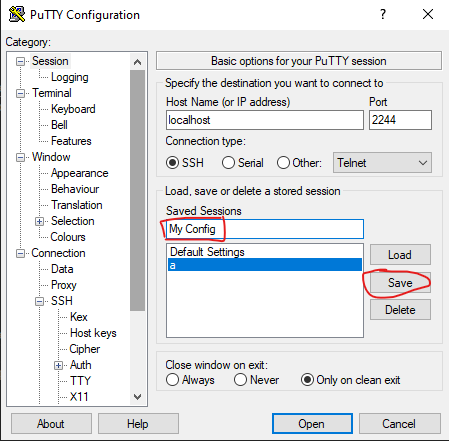 PuTTY Configuration
?
Category:
Session
Logging
Terminal
Keyboard
Bell
Features
Window
Appearance
Behaviour
Translation
Selection
Colours
Connection
Data
Proxy
SSH
Kex
Host keys
Cipher
Auth
TTY
X11
Basic options for your PuTTY session
Specify the destination you want to connect to
Host Name (or IP address) Port
localhost 2244
Connection type:
SSH Serial Other: Telnet
Load, save or delete a stored session
Saved Sessions
My Config
Default Settings
a
Load
Save
Delete
Close window on exit:
Always Never Only on clean exit
About Help Open Cancel